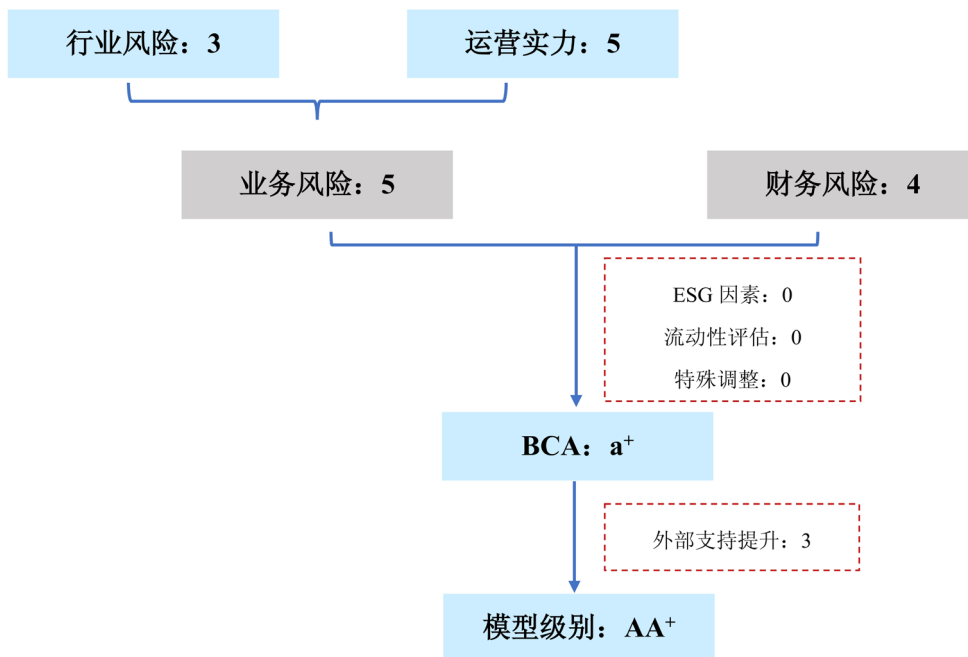 行业风险：3
运营实力：5
业务风险：5
财务风险：4
ESG 因素：0
流动性评估：0
特殊调整：0
BCA：a⁺
外部支持提升：3
模型级别：AA⁺